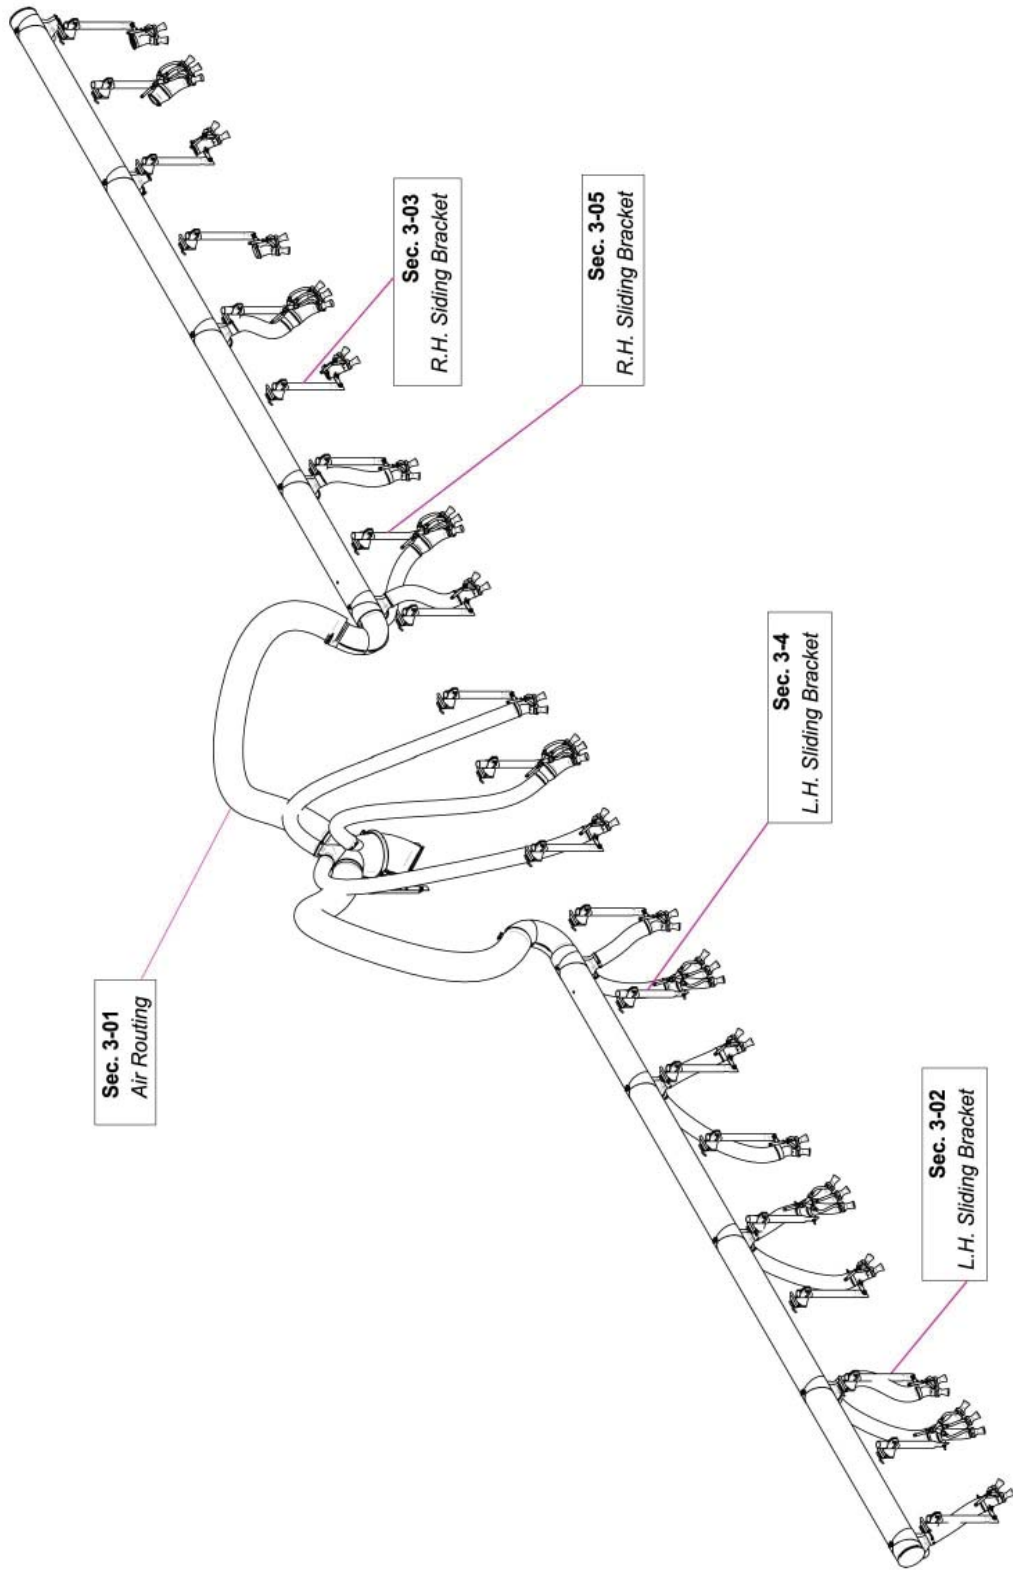 Sec. 3-01
Air Routing
Sec. 3-03
R.H. Siding Bracket
Sec. 3-05
R.H. Sliding Bracket
Sec. 3-4
L.H. Sliding Bracket
Sec. 3-02
L.H. Sliding Bracket